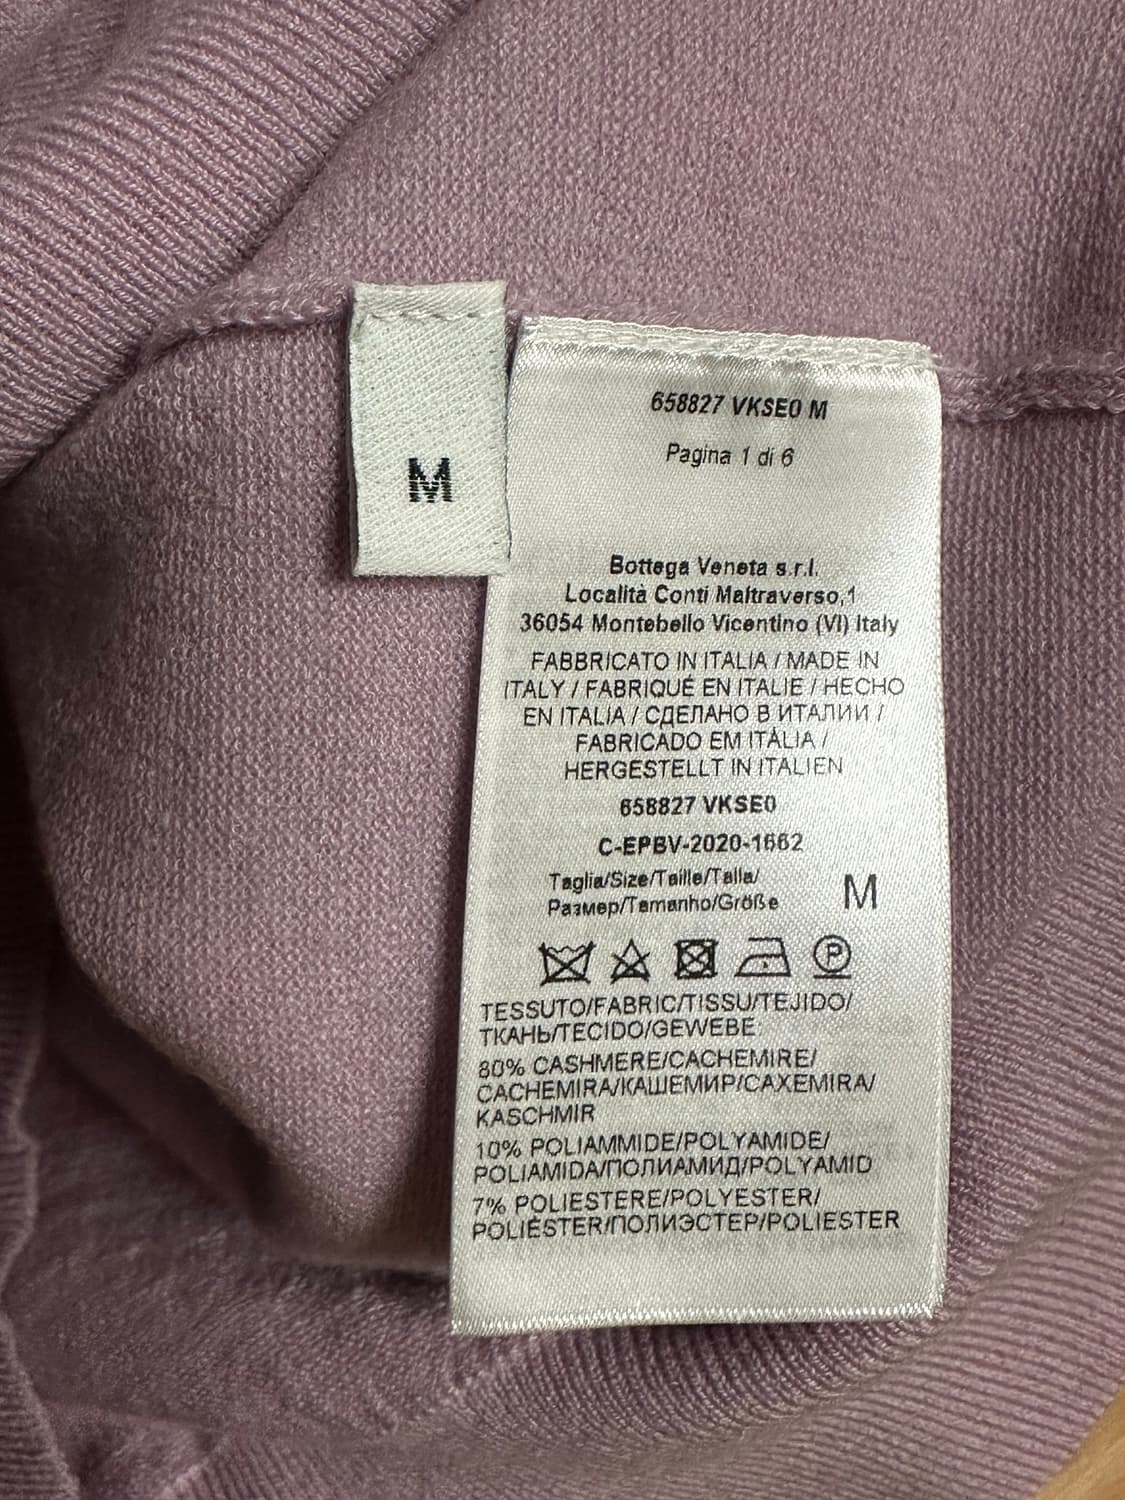 M
658827 VKSE0 M
Pagina 1 di 6
Bottega Veneta s.r.l.
Località Conti Maltraverso,1
36054 Montebello Vicentino (VI) Italy
FABBRICATO IN ITALIA / MADE IN
ITALY / FABRIQUÉ EN ITALIE / HECHO
EN ITALIA / СДЕЛАНО В ИТАЛИИ /
FABRICADO EM ITÁLIA /
HERGESTELLT IN ITALIEN
658827 VKSE0
C-EPBV-2020-1662
Taglia/Size/Taille/Talla/
Размер/Tamanho/Größe M
P
TESSUTO/FABRIC/TISSU/TEJIDO/
ТКАНЬ/TECIDO/GEWEBE:
80% CASHMERE/CACHEMIRE/
CACHEMIRA/КАШЕМИР/CAXEMIRA/
KASCHMIR
10% POLIAMMIDE/POLYAMIDE/
POLIAMIDA/ПОЛИАМИД/POLYAMID
7% POLIESTERE/POLYESTER/
POLIÉSTER/ПОЛИЭСТЕР/POLIESTER